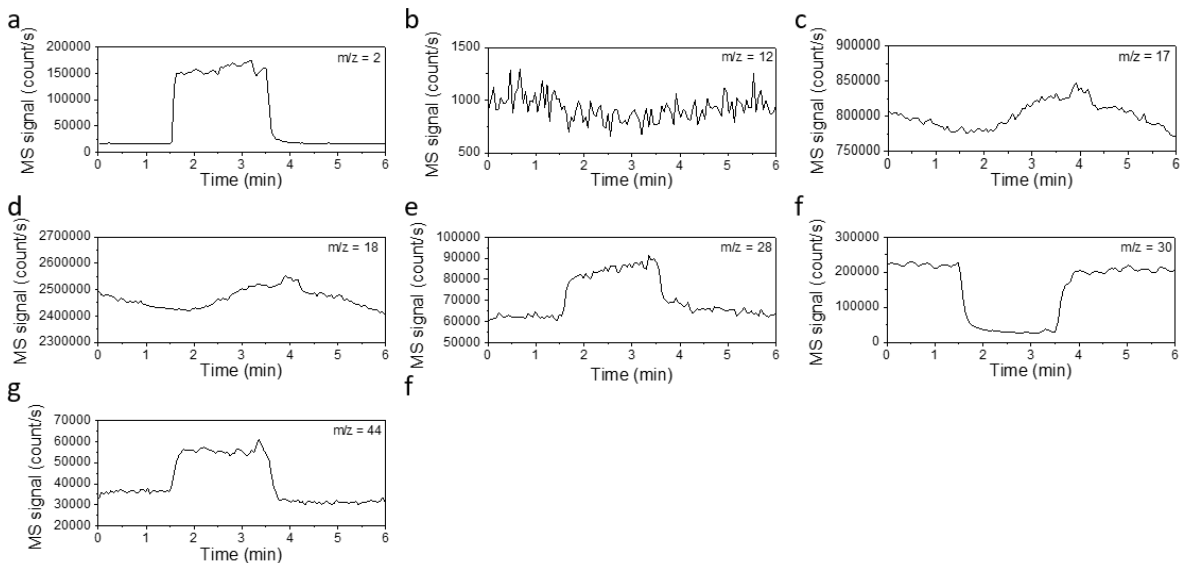 a
MS signal (count/s)
200000
150000
100000
50000
0
m/z = 2
0 1 2 3 4 5 6
Time (min)
b
MS signal (count/s)
1500
1000
500
m/z = 12
0 1 2 3 4 5 6
Time (min)
c
MS signal (count/s)
900000
850000
800000
750000
m/z = 17
0 1 2 3 4 5 6
Time (min)
d
MS signal (count/s)
2700000
2600000
2500000
2400000
2300000
m/z = 18
0 1 2 3 4 5 6
Time (min)
e
MS signal (count/s)
100000
90000
80000
70000
60000
50000
m/z = 28
0 1 2 3 4 5 6
Time (min)
f
MS signal (count/s)
300000
200000
100000
0
m/z = 30
0 1 2 3 4 5 6
Time (min)
g
MS signal (count/s)
70000
60000
50000
40000
30000
20000
m/z = 44
0 1 2 3 4 5 6
Time (min)
f